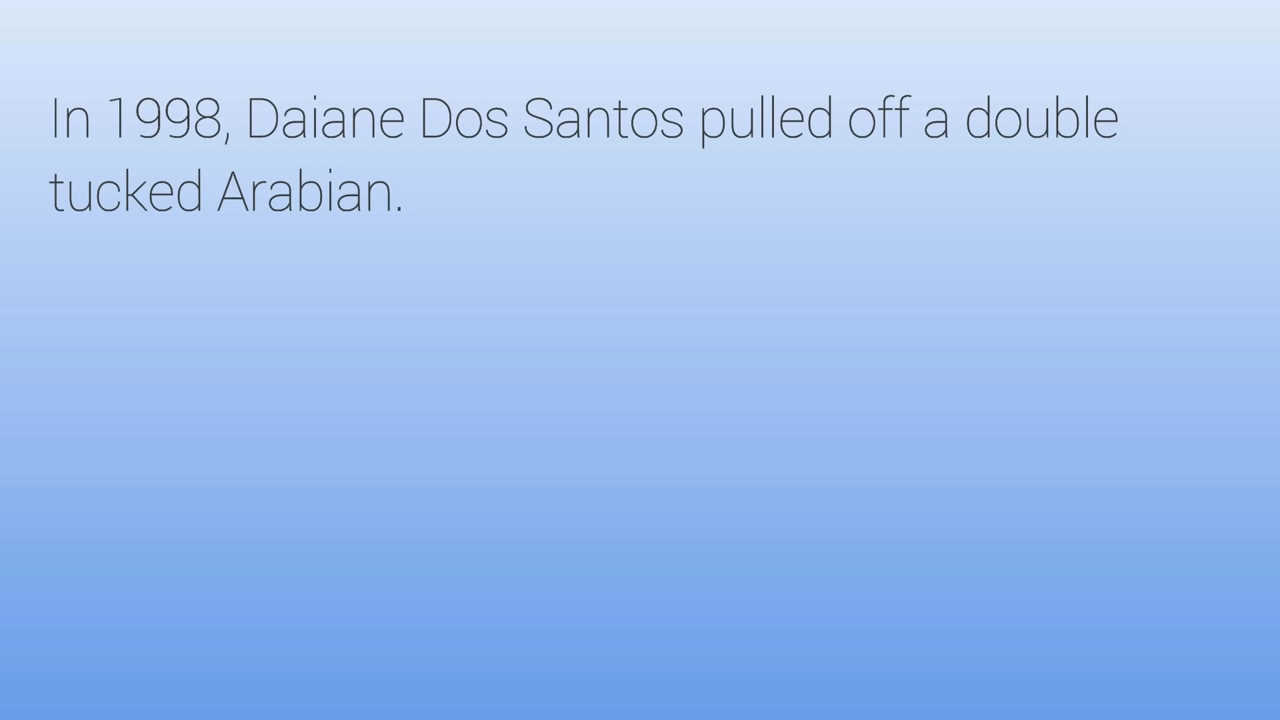 In 1998, Daiane Dos Santos pulled off a double
tucked Arabian.